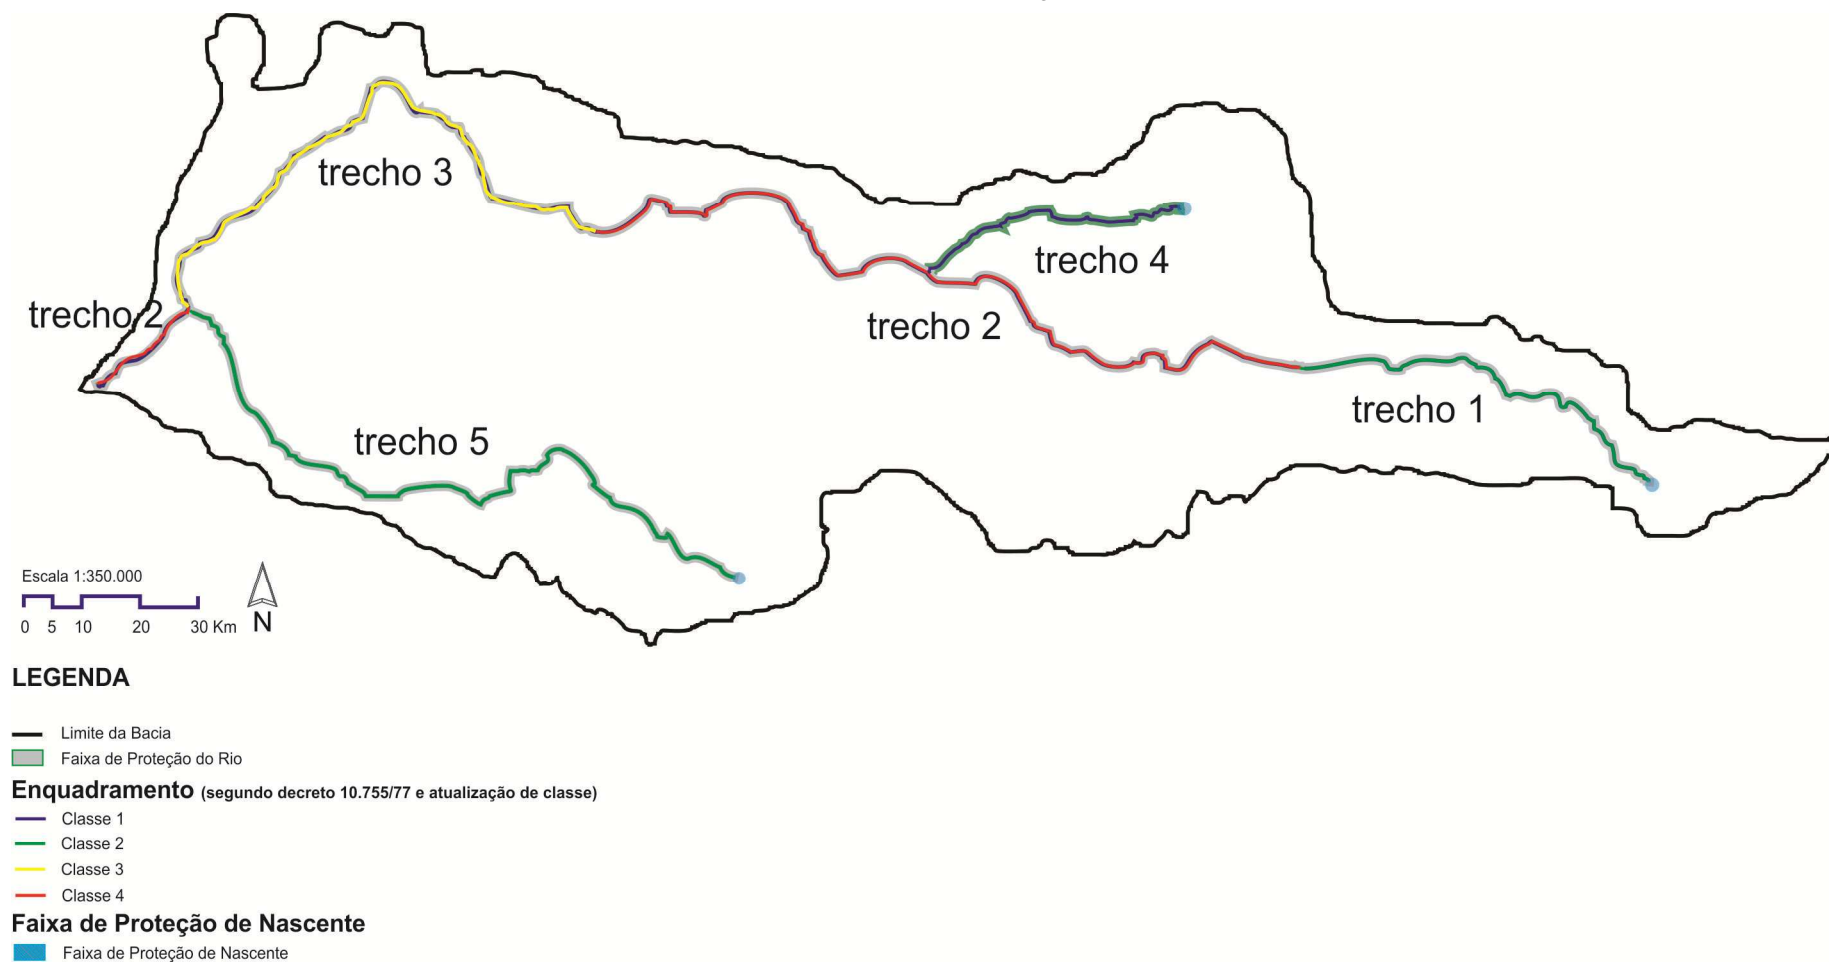 trecho 3
trecho 4
trecho 2
trecho 2
trecho 1
trecho 5
Escala 1:350.000
0 5 10 20 30 Km
N
LEGENDA
Limite da Bacia
Faixa de Proteção do Rio
Enquadramento (segundo decreto 10.755/77 e atualização de classe)
Classe 1
Classe 2
Classe 3
Classe 4
Faixa de Proteção de Nascente
Faixa de Proteção de Nascente